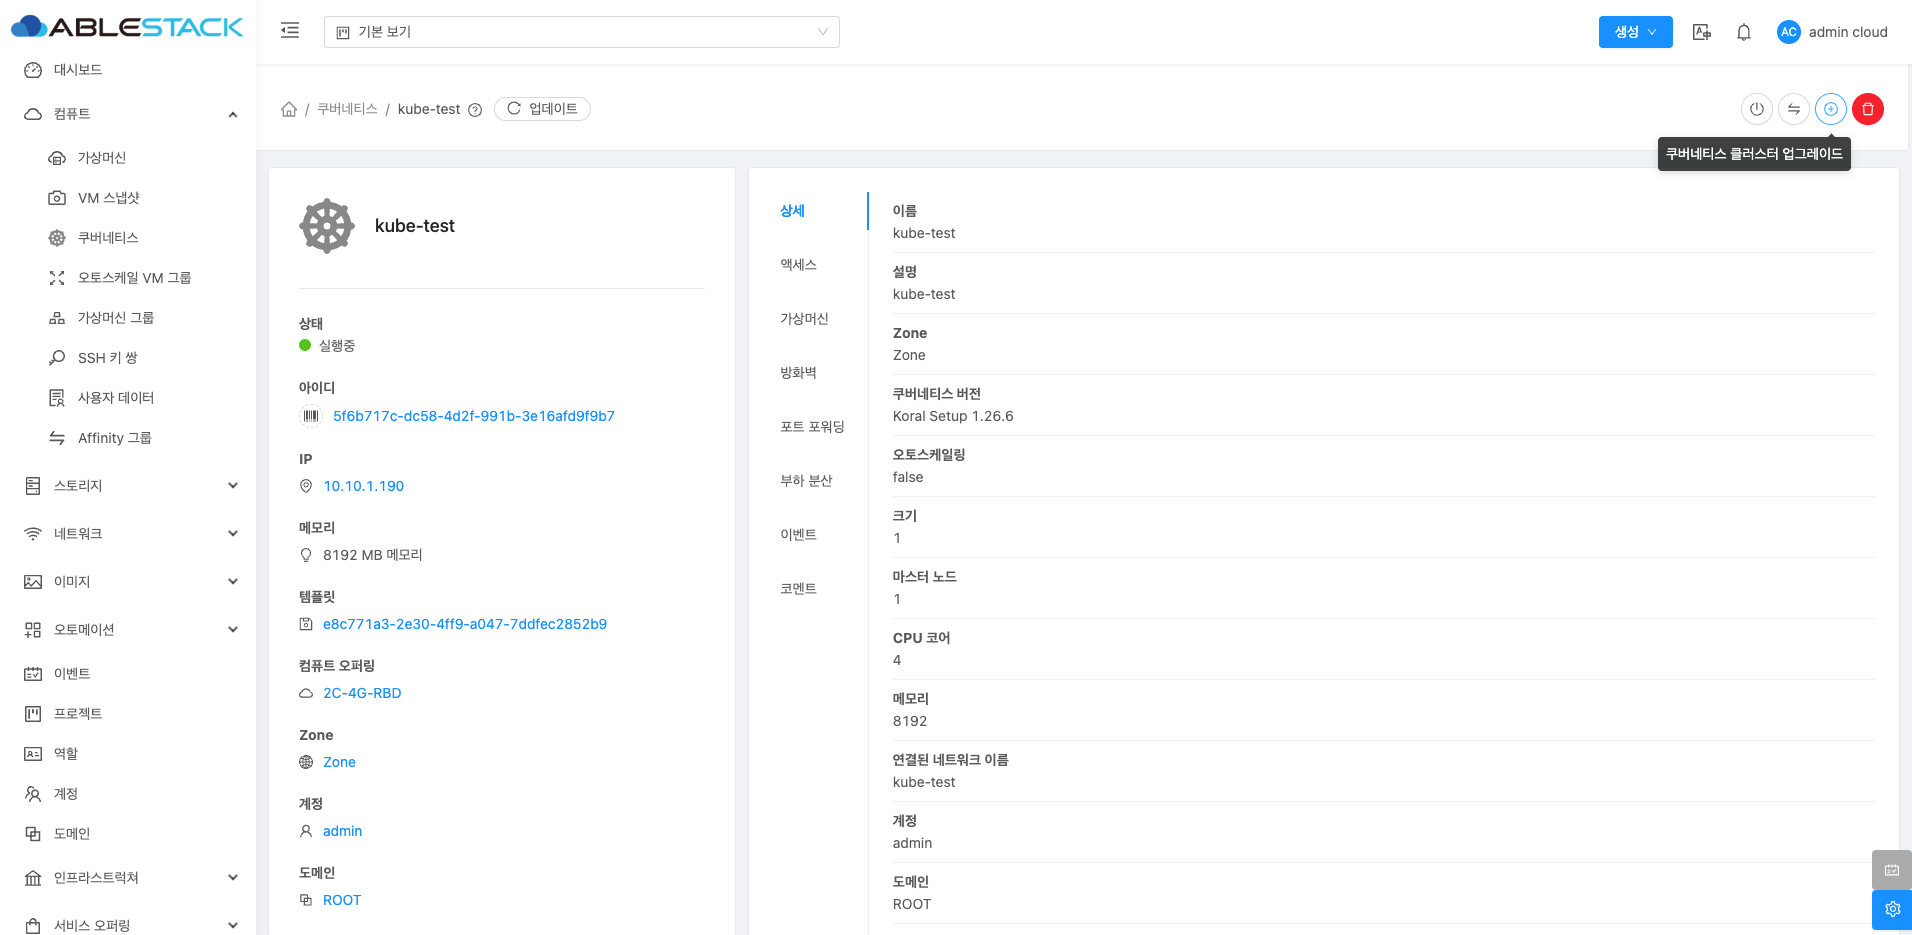 ABLESTACK
기본 보기
생성
AC
admin cloud
대시보드
컴퓨트
가상머신
VM 스냅샷
쿠버네티스
오토스케일 VM 그룹
가상머신 그룹
SSH 키 쌍
사용자 데이터
Affinity 그룹
스토리지
네트워크
이미지
오토메이션
이벤트
프로젝트
역할
계정
도메인
인프라스트럭쳐
서비스 오퍼링
/ 쿠버네티스 / kube-test
업데이트
쿠버네티스 클러스터 업그레이드
kube-test
상태
실행중
아이디
5f6b717c-dc58-4d2f-991b-3e16afd9f9b7
IP
10.10.1.190
메모리
8192 MB 메모리
템플릿
e8c771a3-2e30-4ff9-a047-7ddfec2852b9
컴퓨트 오퍼링
2C-4G-RBD
Zone
Zone
계정
admin
도메인
ROOT
상세
액세스
가상머신
방화벽
포트 포워딩
부하 분산
이벤트
코멘트
이름
kube-test
설명
kube-test
Zone
Zone
쿠버네티스 버전
Koral Setup 1.26.6
오토스케일링
false
크기
1
마스터 노드
1
CPU 코어
4
메모리
8192
연결된 네트워크 이름
kube-test
계정
admin
도메인
ROOT